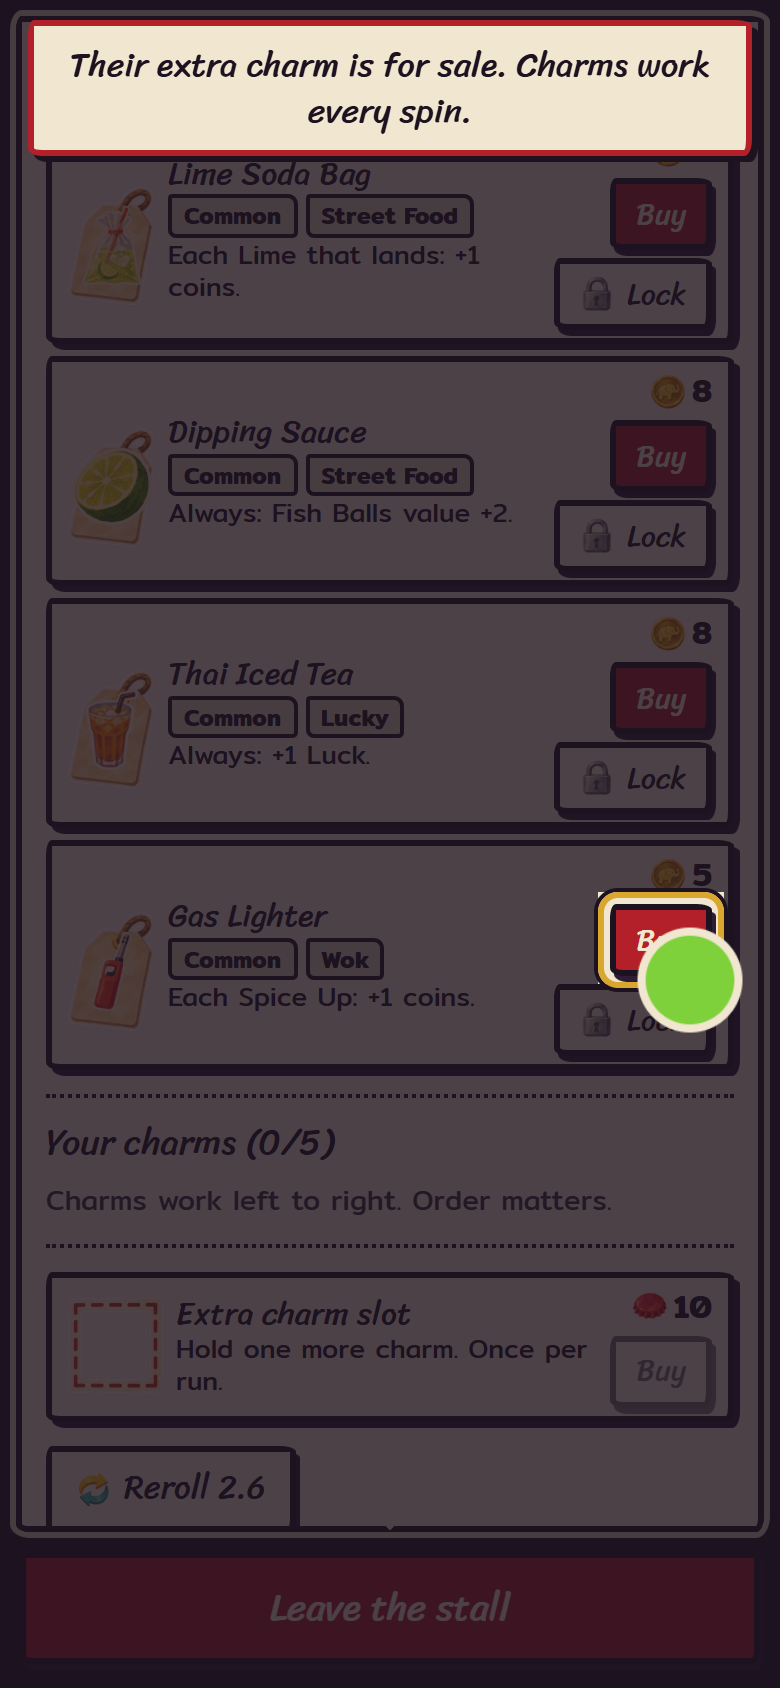 Their extra charm is for sale. Charms work
every spin.
Lime Soda Bag
Common
Street Food
Each Lime that lands: +1
coins.
Buy
Lock
8
Dipping Sauce
Common
Street Food
Always: Fish Balls value +2.
Buy
Lock
8
Thai Iced Tea
Common
Lucky
Always: +1 Luck.
Buy
Lock
5
Gas Lighter
Common
Wok
Each Spice Up: +1 coins.
Your charms (0/5)
Charms work left to right. Order matters.
Extra charm slot
Hold one more charm. Once per
run.
10
Buy
Reroll 2.6
Leave the stall